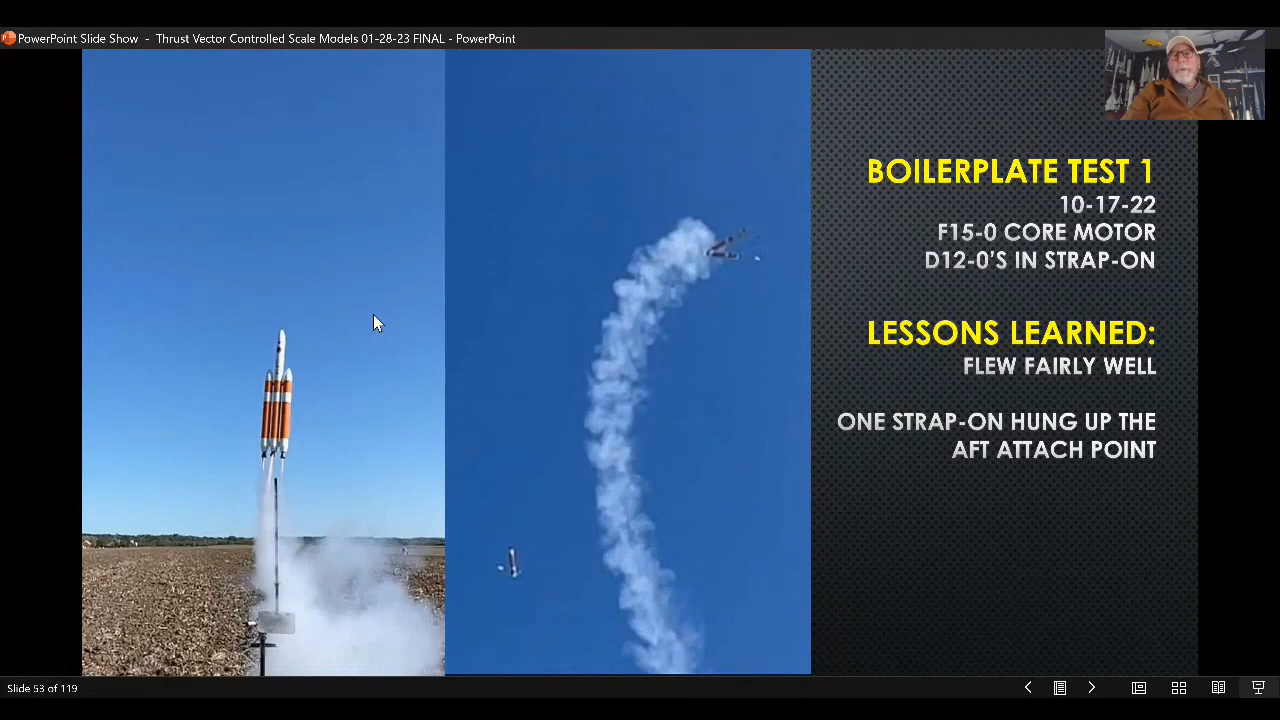 PowerPoint Slide Show - Thrust Vector Controlled Scale Models 01-28-23 FINAL - PowerPoint
BOILERPLATE TEST 1
10-17-22
F15-0 CORE MOTOR
D12-0'S IN STRAP-ON
LESSONS LEARNED:
FLEW FAIRLY WELL
ONE STRAP-ON HUNG UP THE
AFT ATTACH POINT
Slide 53 of 119